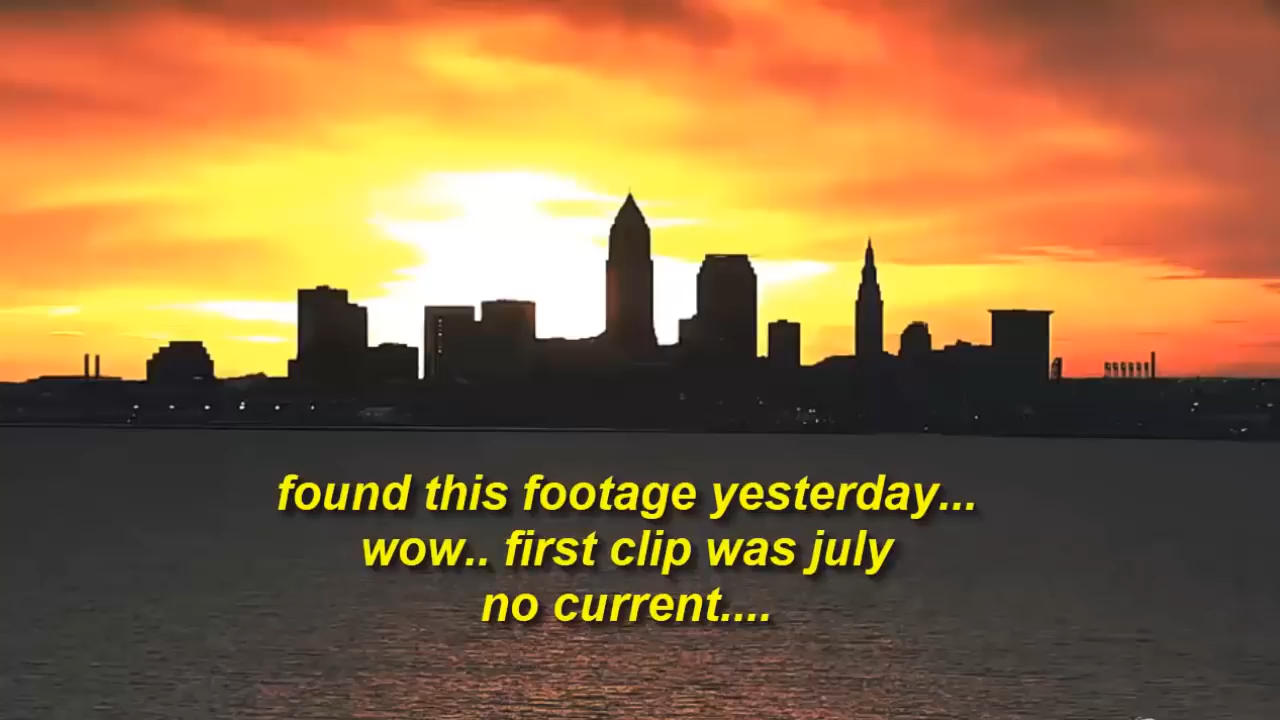 found this footage yesterday...
wow.. first clip was july
no current....